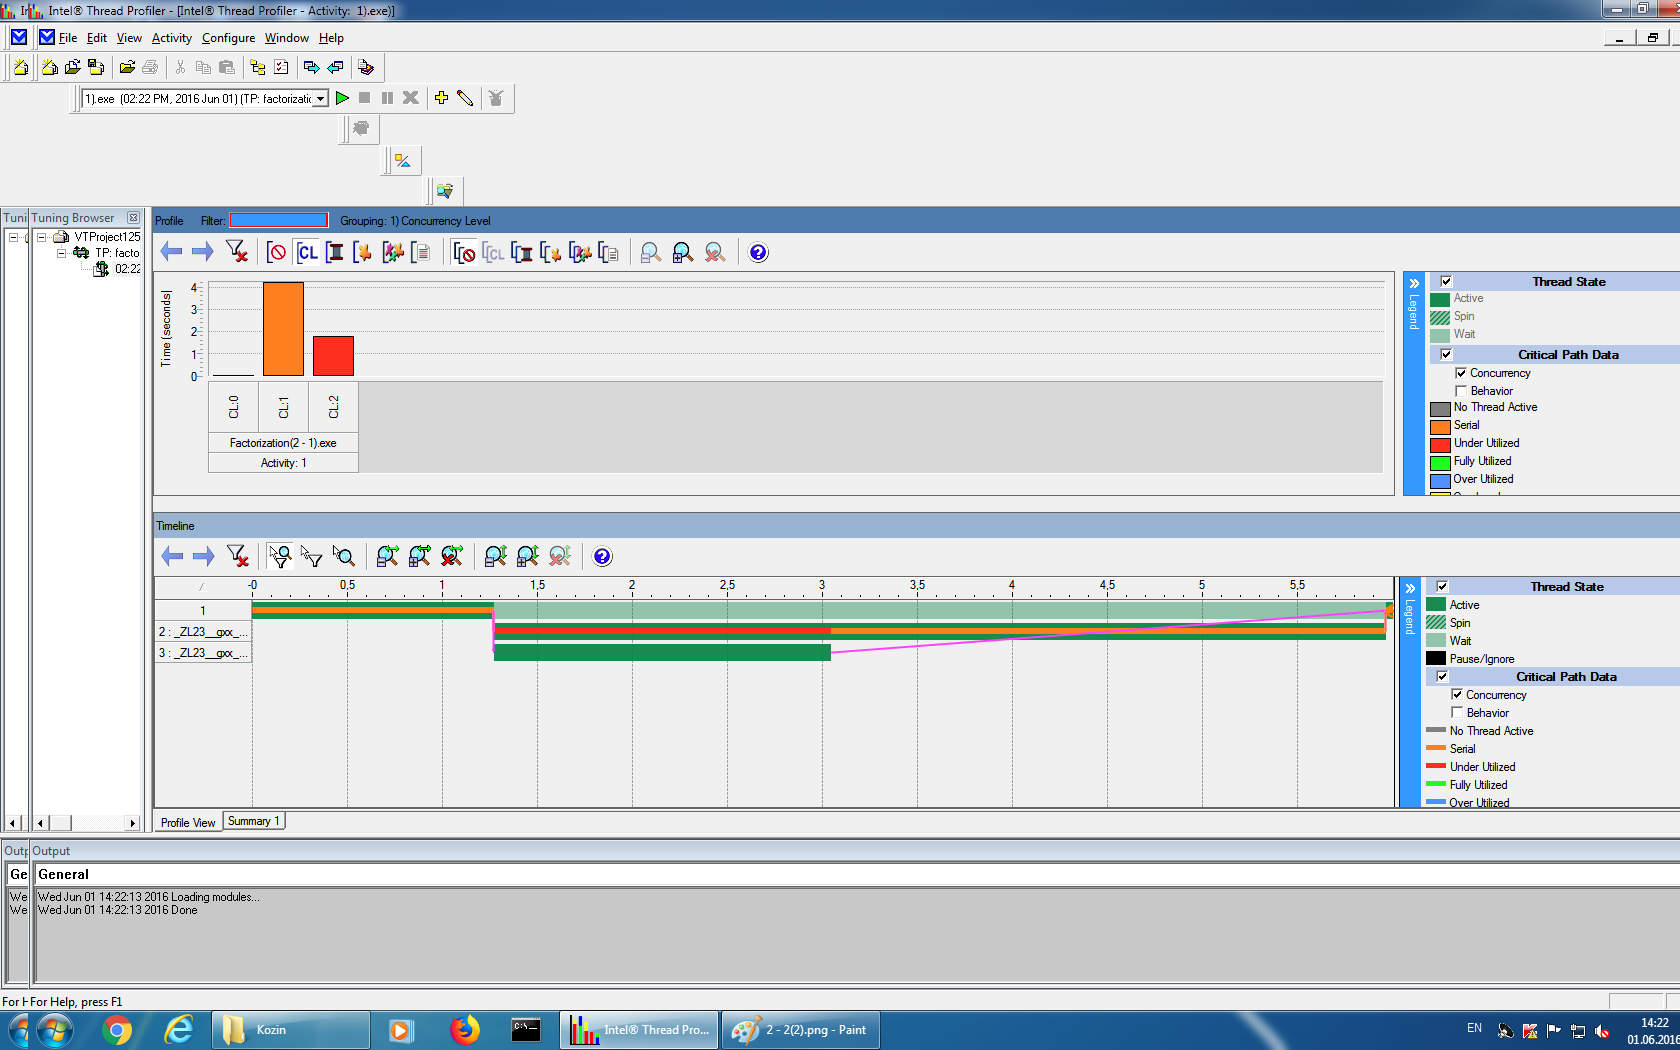 Intel® Thread Profiler - [Intel® Thread Profiler - Activity: 1).exe)]
File Edit View Activity Configure Window Help
1).exe (02:22 PM, 2016 Jun 01) (TP: factorizatic
Tuni
Tuning Browser
VTProject125
TP: facto
02:22
Profile Filter: Grouping: 1) Concurrency Level
CL
CL
Time (seconds)
4
3
2
1
0
CL:0 CL:1 CL:2
Factorization(2 - 1).exe
Activity: 1
Legend
Thread State
Active
Spin
Wait
Critical Path Data
Concurrency
Behavior
No Thread Active
Serial
Under Utilized
Fully Utilized
Over Utilized
Timeline
-0 0,5 1 1,5 2 2,5 3 3,5 4 4,5 5 5,5
1
2 : _ZL23__gxx_...
3 : _ZL23__gxx_...
Legend
Thread State
Active
Spin
Wait
Pause/Ignore
Critical Path Data
Concurrency
Behavior
No Thread Active
Serial
Under Utilized
Fully Utilized
Over Utilized
Profile View Summary 1
Outp
Output
Ge
General
We
Wed Jun 01 14:22:13 2016 Loading modules...
We
Wed Jun 01 14:22:13 2016 Done
For H
For Help, press F1
Kozin
C:\._
Intel® Thread Pro...
2 - 2(2).png - Paint
EN
14:22
01.06.2016